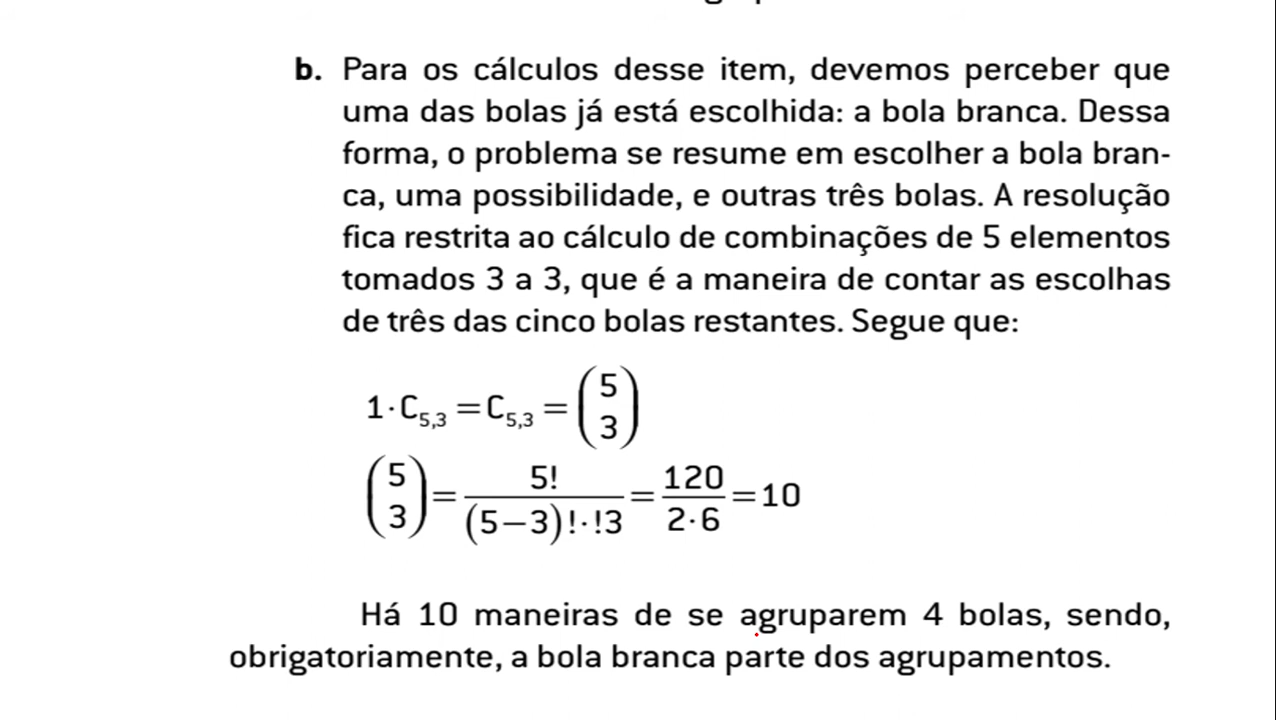 b. Para os cálculos desse item, devemos perceber que
uma das bolas já está escolhida: a bola branca. Dessa
forma, o problema se resume em escolher a bola bran-
ca, uma possibilidade, e outras três bolas. A resolução
fica restrita ao cálculo de combinações de 5 elementos
tomados 3 a 3, que é a maneira de contar as escolhas
de três das cinco bolas restantes. Segue que:
1·C₅,₃ = C₅,₃ = (5 3)
(5 3) = 5!/((5−3)!·!3) = 120/(2·6) = 10
Há 10 maneiras de se agruparem 4 bolas, sendo,
obrigatoriamente, a bola branca parte dos agrupamentos.